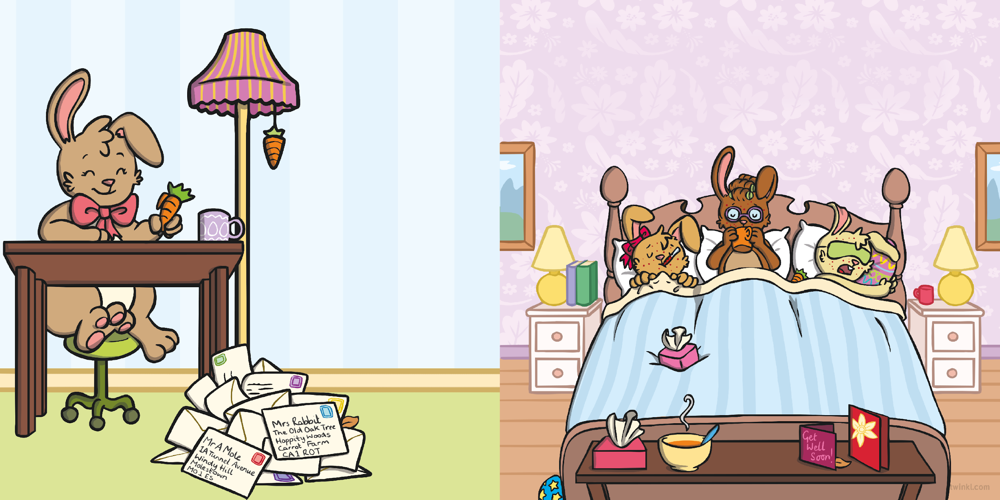 Mrs Rabbit
The Old Oak Tree
Hoppity Woods
Carrot Farm
CA1 ROT
Mr A Mole
1A Tunnel Avenue
Windy Hill
Molestown
Mo1 Es
Get
Well
Soon!
twinkl.com